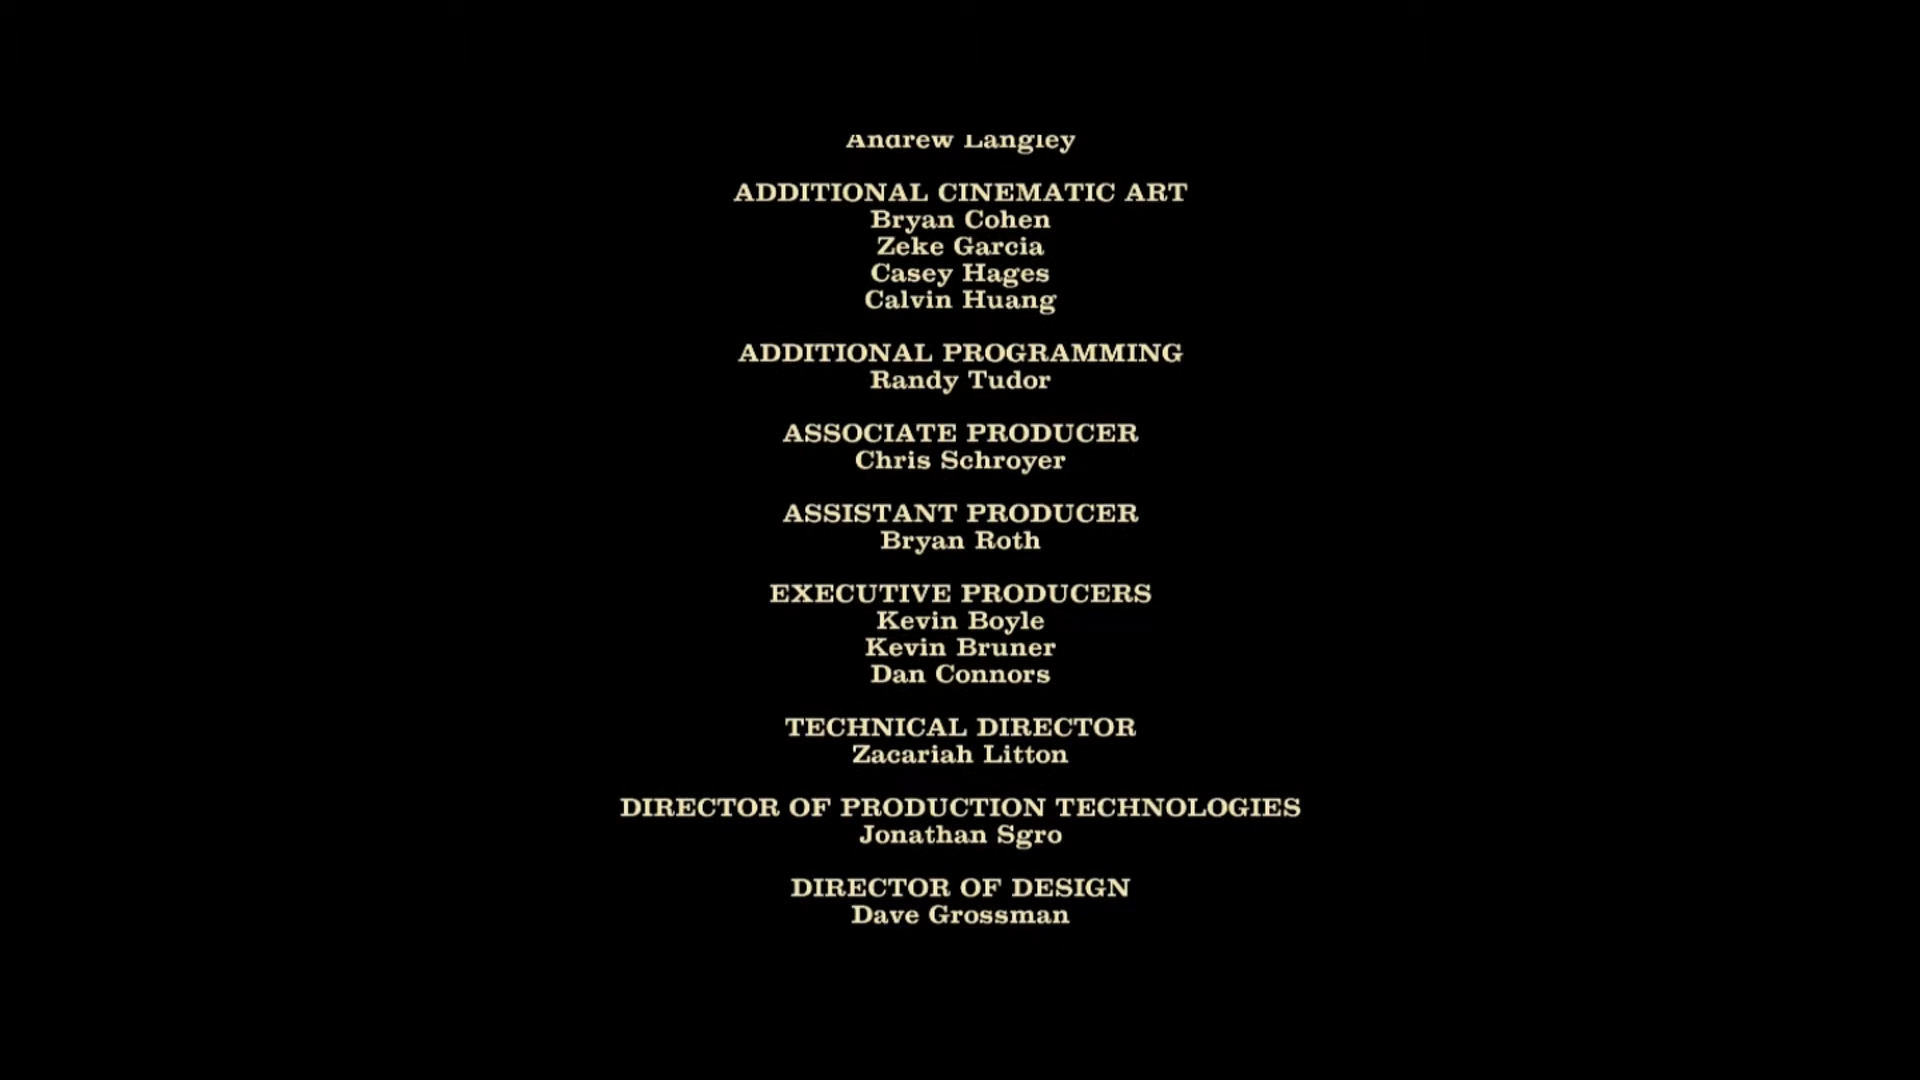 Andrew Langley
ADDITIONAL CINEMATIC ART
Bryan Cohen
Zeke Garcia
Casey Hages
Calvin Huang
ADDITIONAL PROGRAMMING
Randy Tudor
ASSOCIATE PRODUCER
Chris Schroyer
ASSISTANT PRODUCER
Bryan Roth
EXECUTIVE PRODUCERS
Kevin Boyle
Kevin Bruner
Dan Connors
TECHNICAL DIRECTOR
Zacariah Litton
DIRECTOR OF PRODUCTION TECHNOLOGIES
Jonathan Sgro
DIRECTOR OF DESIGN
Dave Grossman